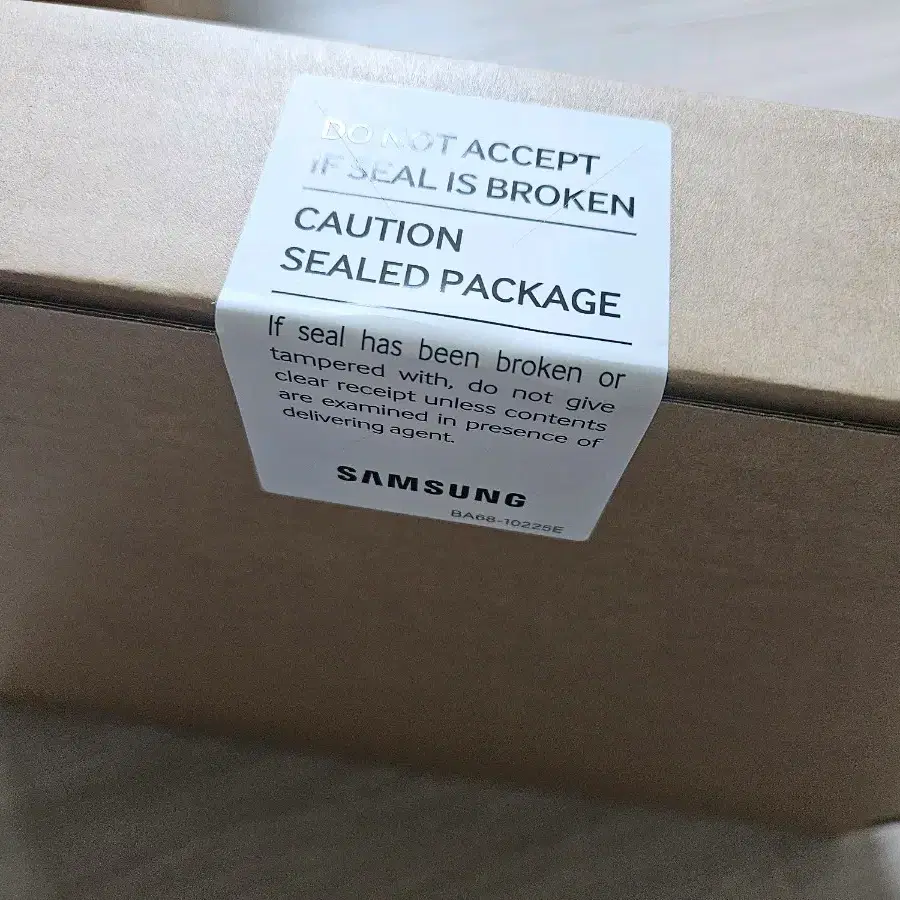 DO NOT ACCEPT
IF SEAL IS BROKEN
CAUTION
SEALED PACKAGE
If seal has been broken or
tampered with, do not give
clear receipt unless contents
are examined in presence of
delivering agent.
SAMSUNG
BA68-10225E